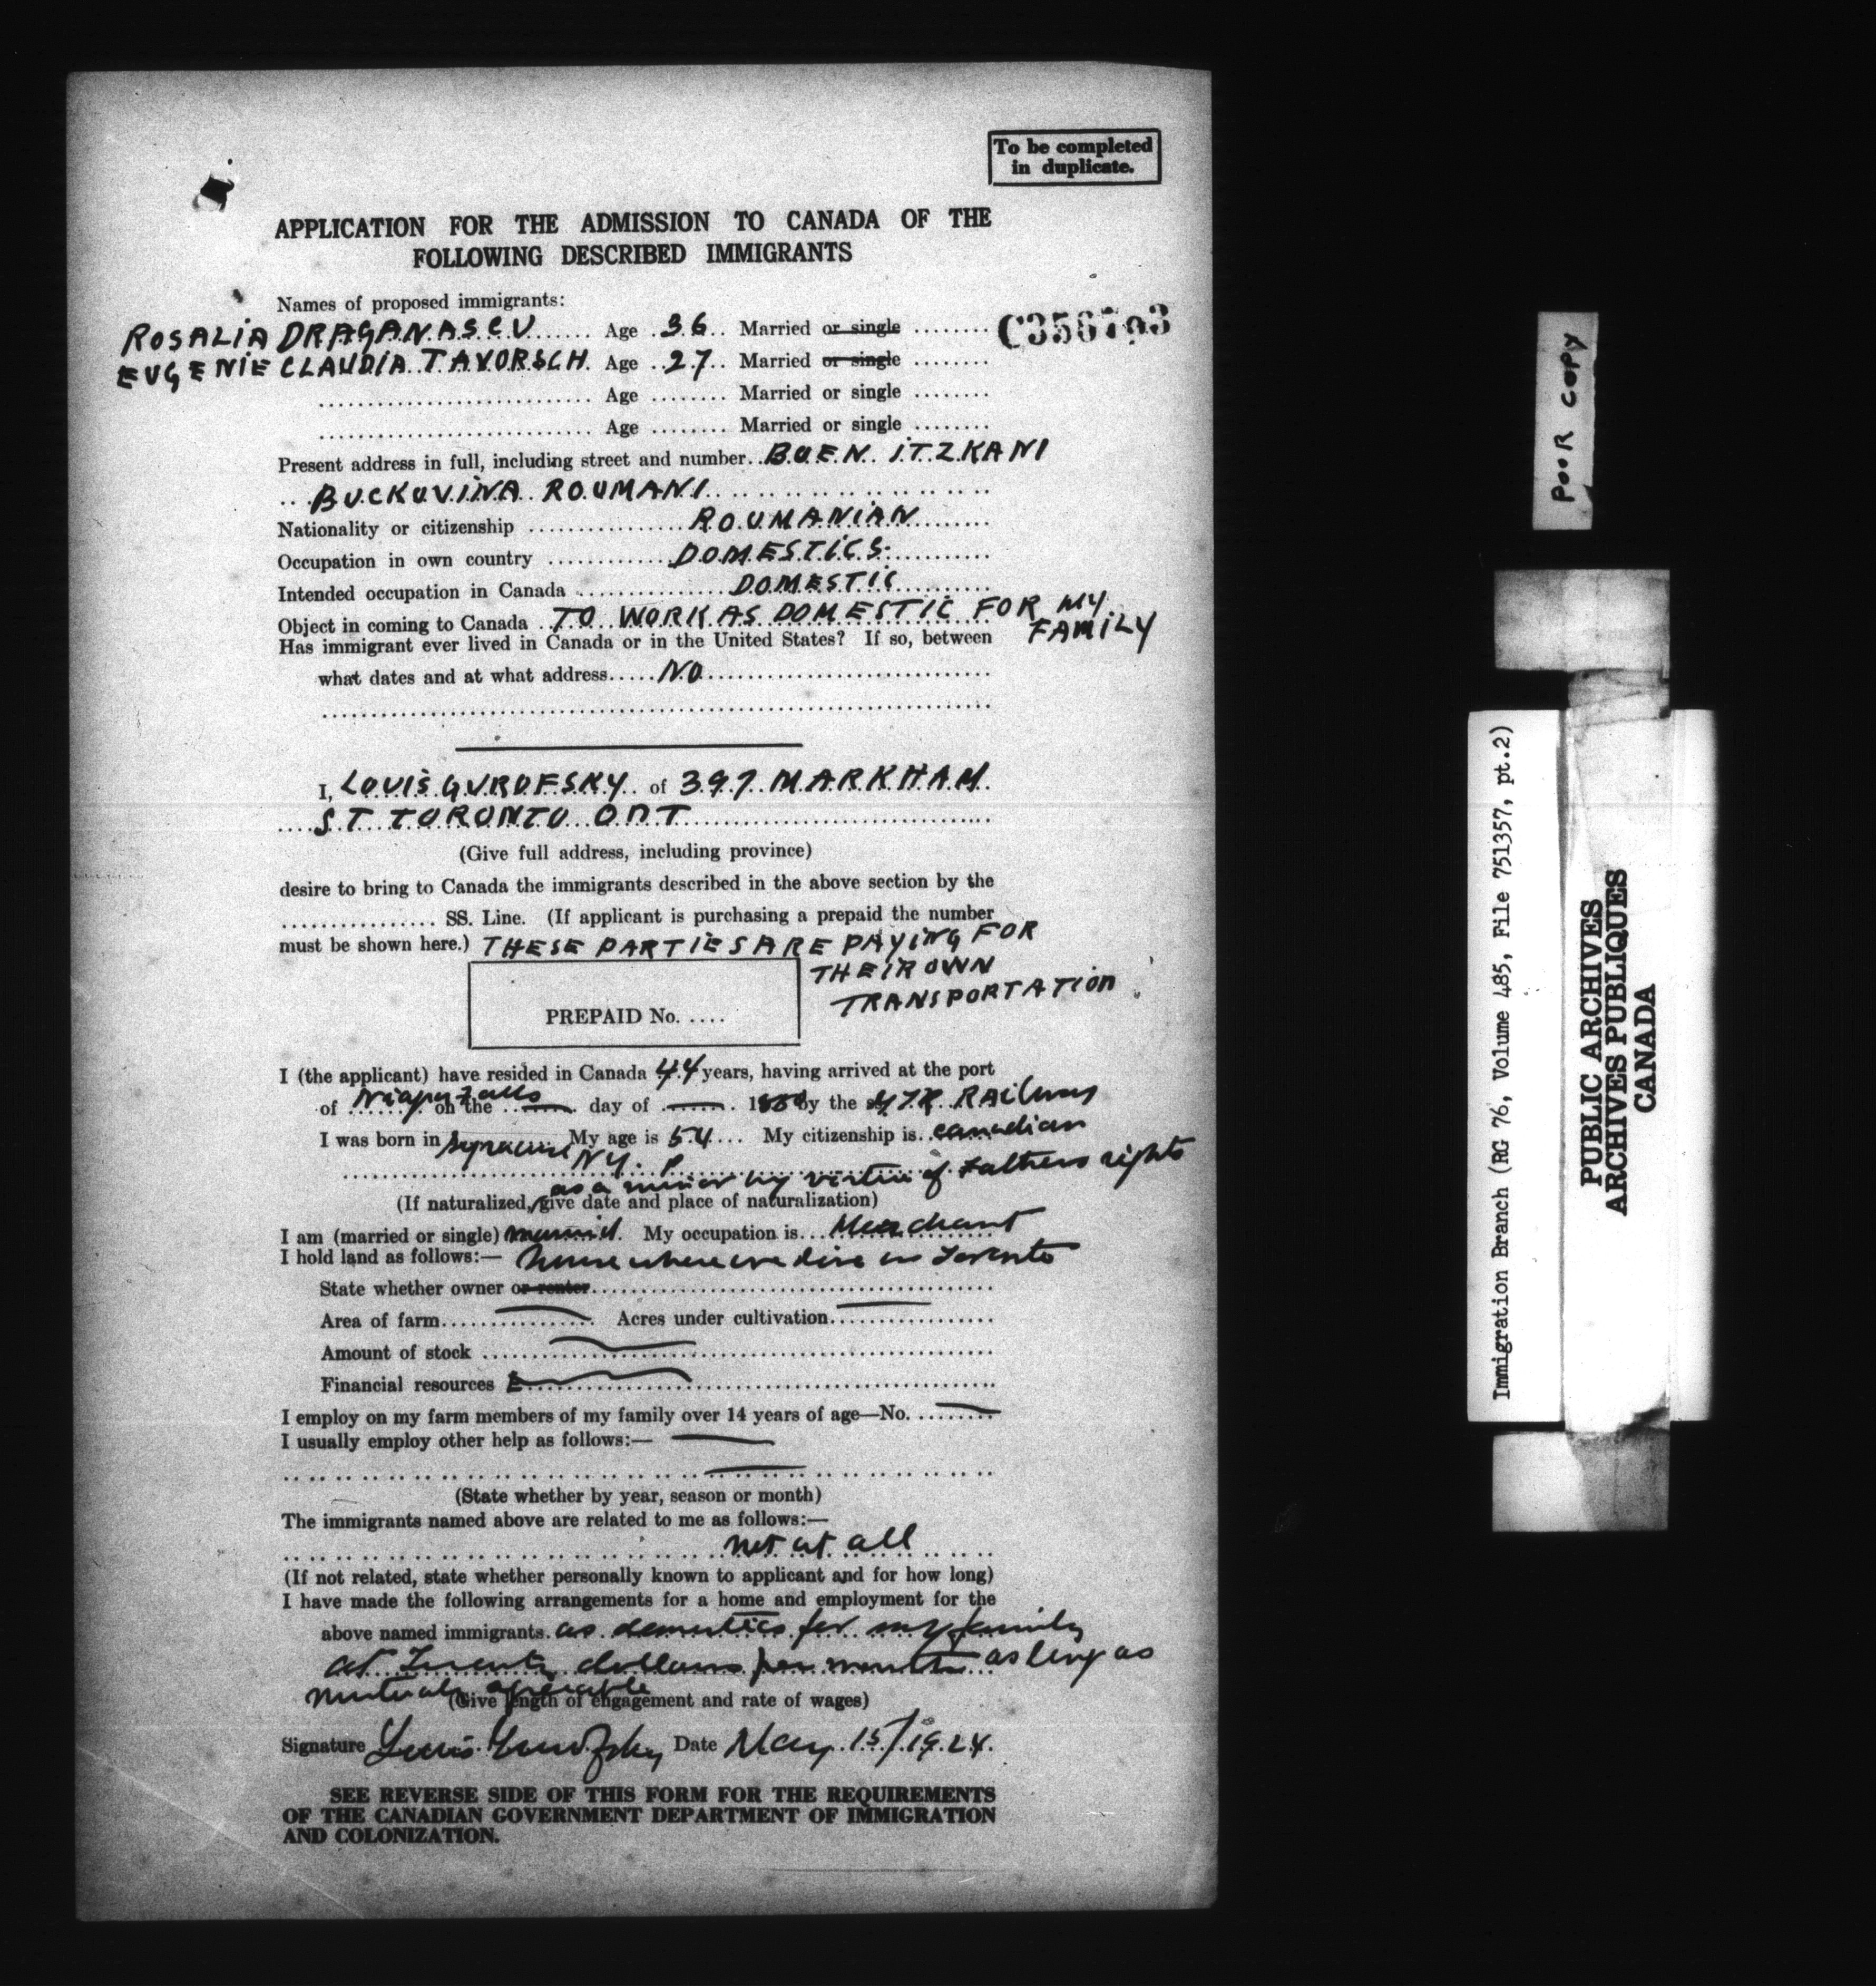 To be completed
in duplicate.
APPLICATION FOR THE ADMISSION TO CANADA OF THE
FOLLOWING DESCRIBED IMMIGRANTS
Names of proposed immigrants:
ROSALIA DRAGANASCU Age 36 Married or single C356703
EUGENIE CLAUDIA TAVORSCH Age 27 Married or single
Age Married or single
Age Married or single
Present address in full, including street and number BUEN ITZKANI
BUCKUVINA ROUMANI
Nationality or citizenship ROUMANIAN
Occupation in own country DOMESTICS
Intended occupation in Canada DOMESTIC
Object in coming to Canada TO WORK AS DOMESTIC FOR MY
FAMILY
Has immigrant ever lived in Canada or in the United States? If so, between
what dates and at what address NO
I, LOUIS GUROFSKY of 397 MARKHAM
ST TORONTO ONT
(Give full address, including province)
desire to bring to Canada the immigrants described in the above section by the
SS. Line. (If applicant is purchasing a prepaid the number
must be shown here.) THESE PARTIES ARE PAYING FOR
THEIR OWN
TRANSPORTATION
PREPAID No.
I (the applicant) have resided in Canada 44 years, having arrived at the port
of Niagra Falls on the day of by the GTR Railway
I was born in Syracuse My age is 54 My citizenship is canadian
N.Y.
as a minor by virtue of Fathers rights
(If naturalized, give date and place of naturalization)
I am (married or single) married. My occupation is Merchant
I hold land as follows:— house where we live in Toronto
State whether owner or renter
Area of farm Acres under cultivation
Amount of stock
Financial resources
I employ on my farm members of my family over 14 years of age—No.
I usually employ other help as follows:—
(State whether by year, season or month)
The immigrants named above are related to me as follows:—
not at all
(If not related, state whether personally known to applicant and for how long)
I have made the following arrangements for a home and employment for the
above named immigrants as domestics for my family
at Twenty dollars per month as long as
mutualy agreeable
(Give length of engagement and rate of wages)
Signature Louis Gurofsky Date May 15/1924.
SEE REVERSE SIDE OF THIS FORM FOR THE REQUIREMENTS
OF THE CANADIAN GOVERNMENT DEPARTMENT OF IMMIGRATION
AND COLONIZATION.
POOR COPY
Immigration Branch (RG 76, Volume 485, File 751357, pt.2)
PUBLIC ARCHIVES
ARCHIVES PUBLIQUES
CANADA